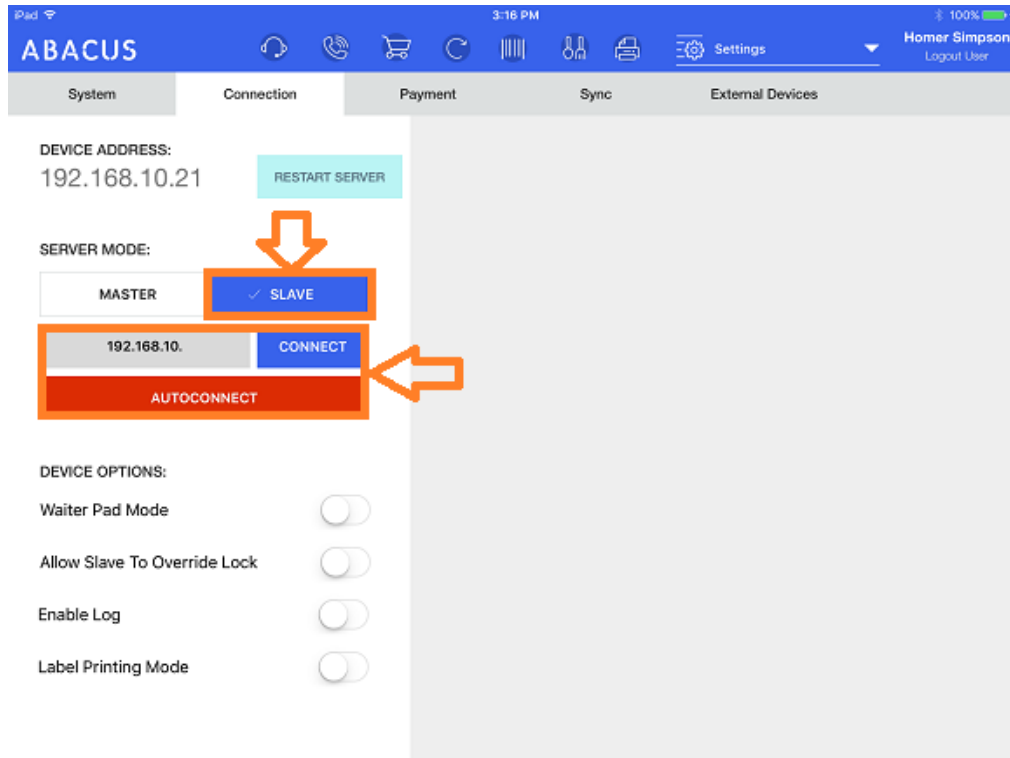 iPad 3:16 PM 100%
ABACUS Settings Homer Simpson
Logout User
System Connection Payment Sync External Devices
DEVICE ADDRESS:
192.168.10.21 RESTART SERVER
SERVER MODE:
MASTER SLAVE
192.168.10. CONNECT
AUTOCONNECT
DEVICE OPTIONS:
Waiter Pad Mode
Allow Slave To Override Lock
Enable Log
Label Printing Mode